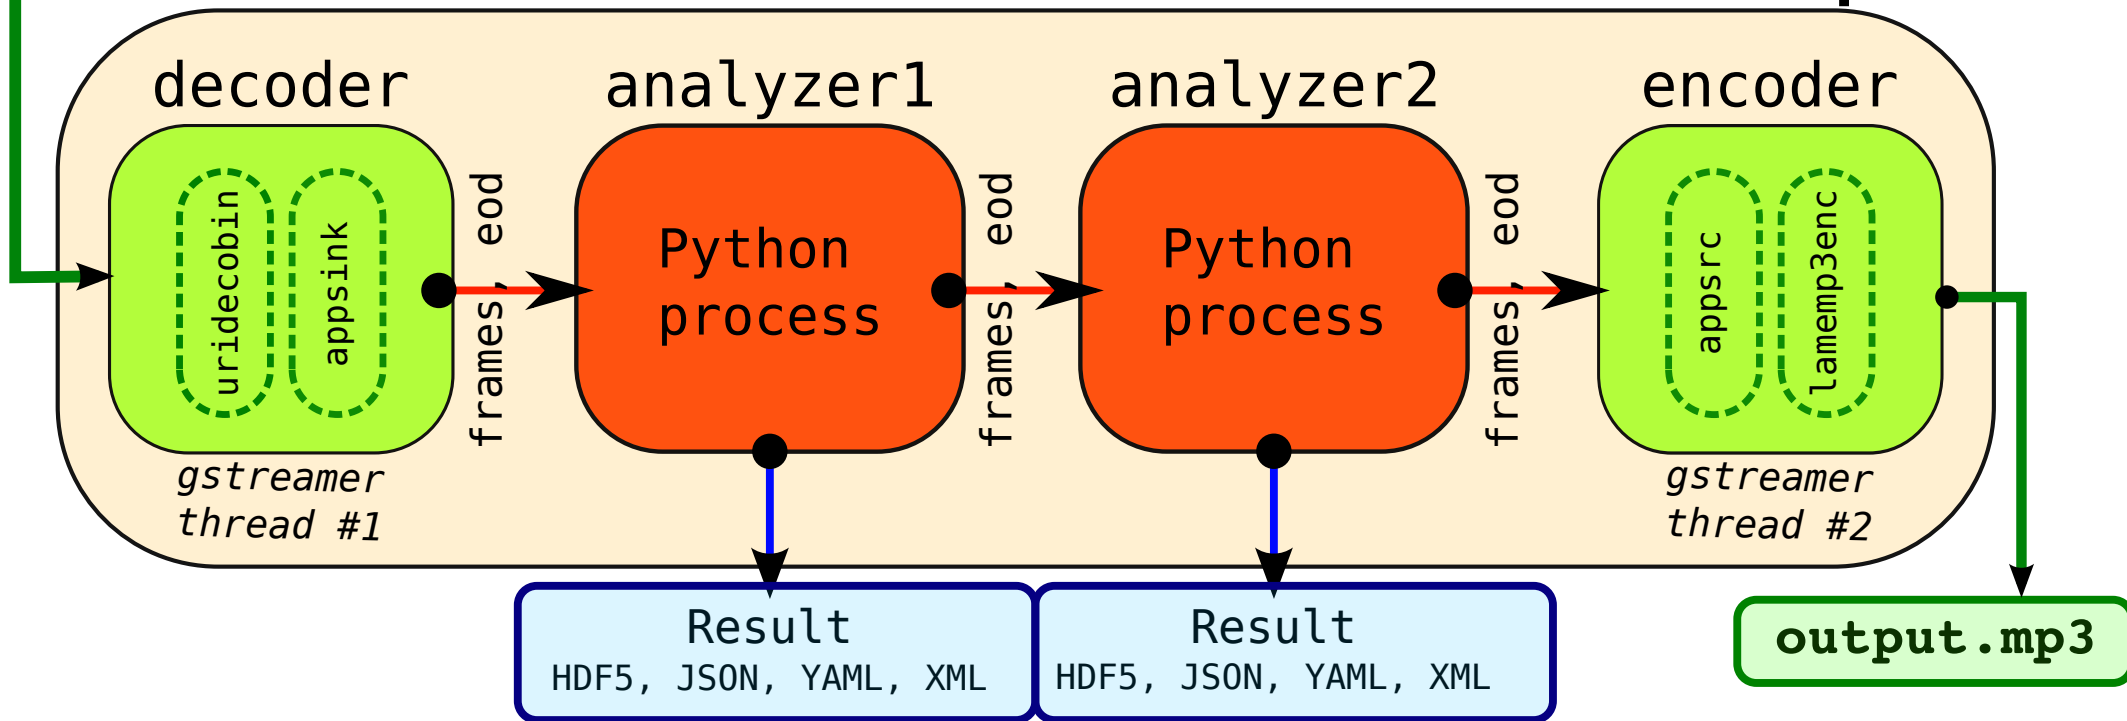 decoder
analyzer1
analyzer2
encoder
uridecobin
appsink
frames, eod
Python
process
frames, eod
Python
process
frames, eod
appsrc
lamemp3enc
gstreamer
thread #1
gstreamer
thread #2
Result
HDF5, JSON, YAML, XML
Result
HDF5, JSON, YAML, XML
output.mp3